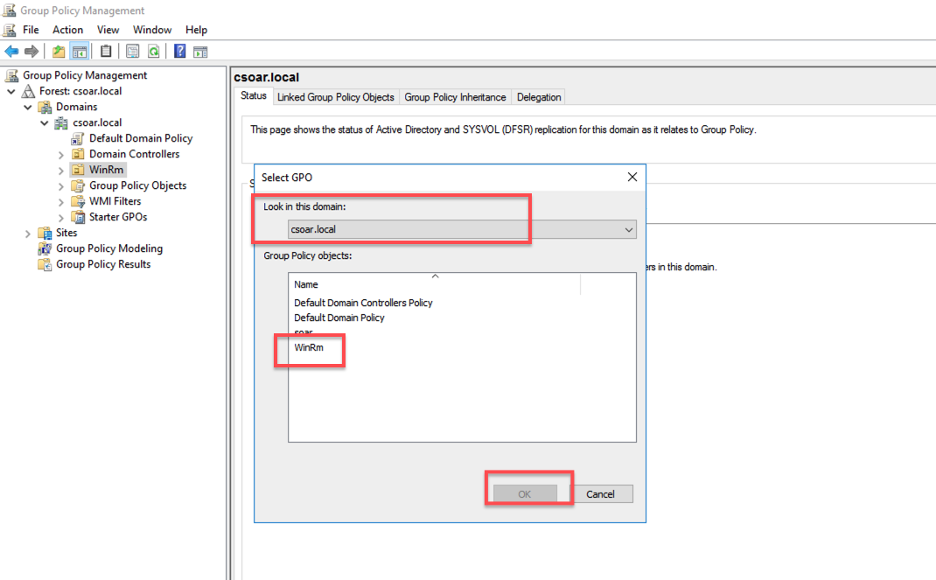 Group Policy Management
File Action View Window Help
Group Policy Management
Forest: csoar.local
Domains
csoar.local
Default Domain Policy
Domain Controllers
WinRm
Group Policy Objects
WMI Filters
Starter GPOs
Sites
Group Policy Modeling
Group Policy Results
csoar.local
Status Linked Group Policy Objects Group Policy Inheritance Delegation
This page shows the status of Active Directory and SYSVOL (DFSR) replication for this domain as it relates to Group Policy.
Select GPO
Look in this domain:
csoar.local
Group Policy objects:
in this domain.
Name
Default Domain Controllers Policy
Default Domain Policy
soar
WinRm
OK Cancel